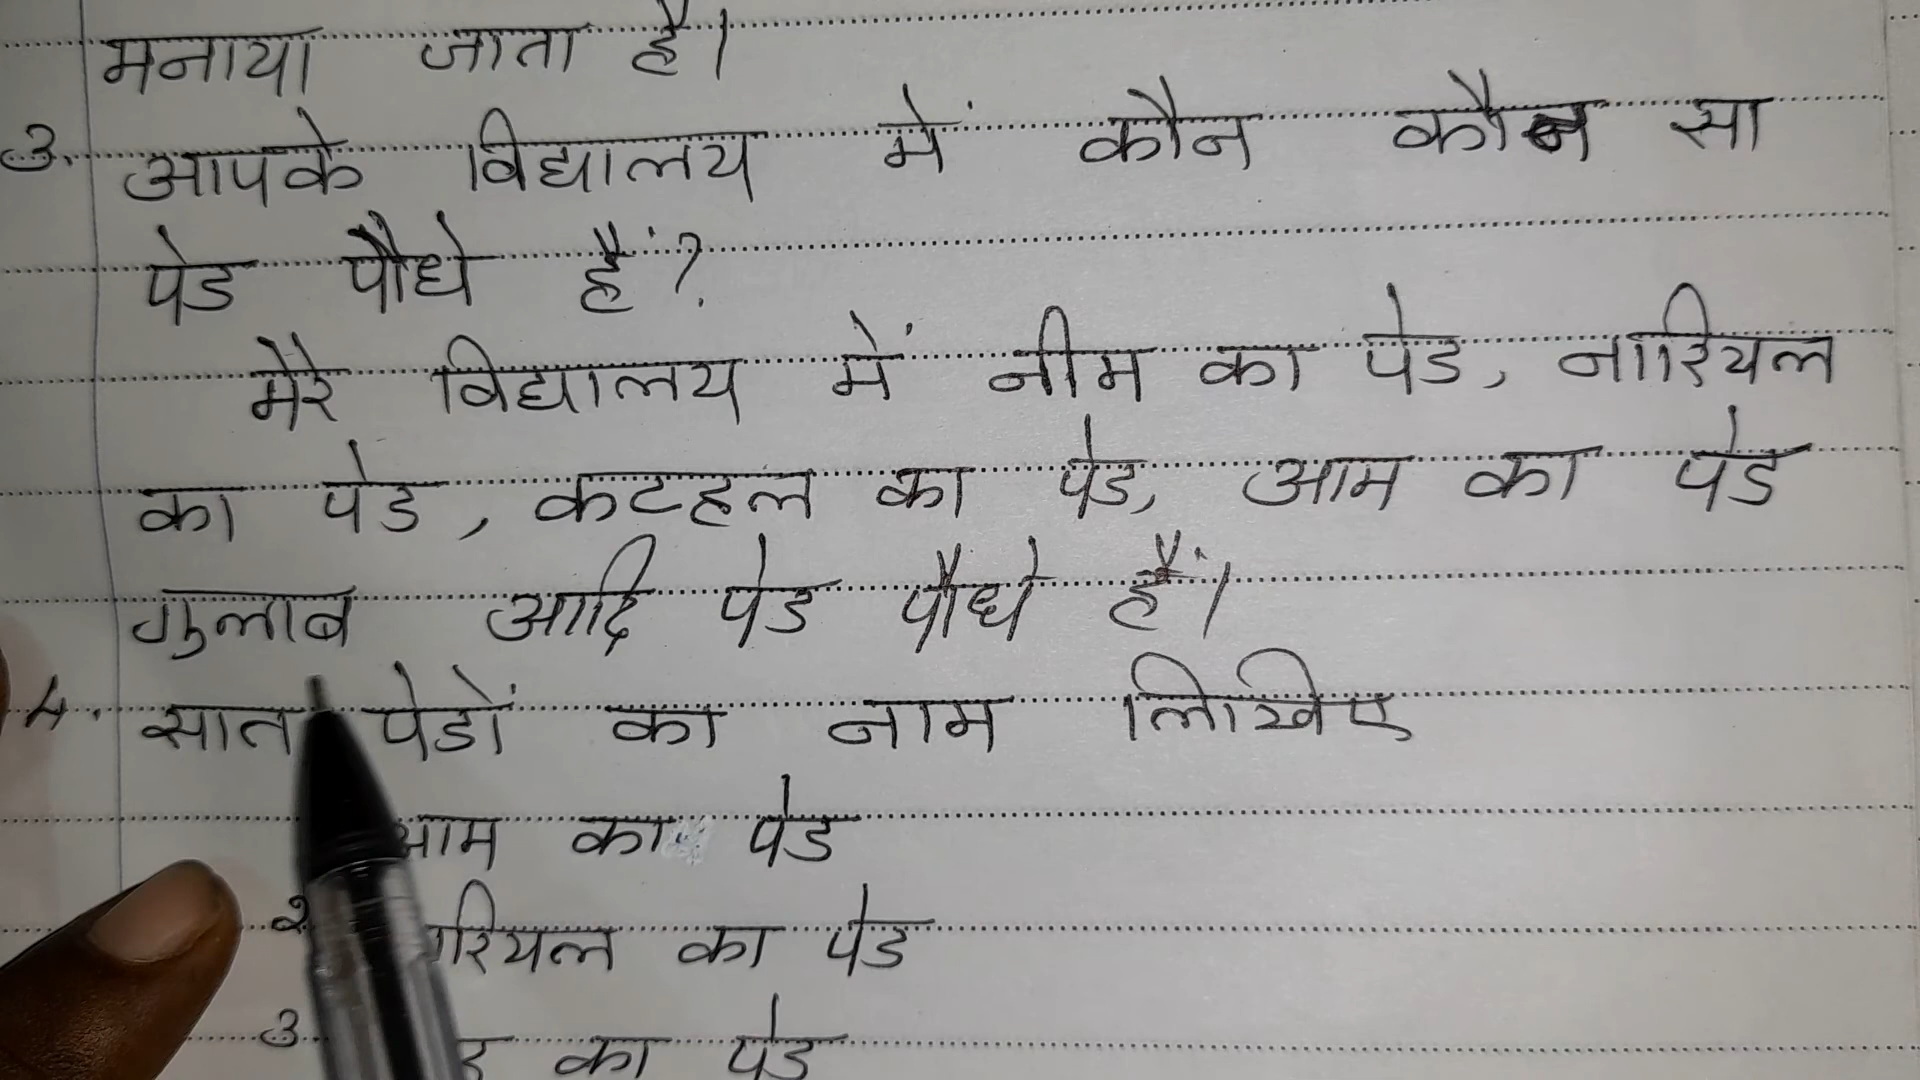 मनाया जाता है।
3. आपके विद्यालय में कौन कौन सा
पेड पौधे हैं?
मेरे विद्यालय में नीम का पेड, नारियल
का पेड, कटहल का पेड, आम का पेड
गुलाब आदि पेड पौधे हैं।
4. सात पेडों का नाम लिखिए
आम का पेड
2 रियल का पेड
3. का पेड